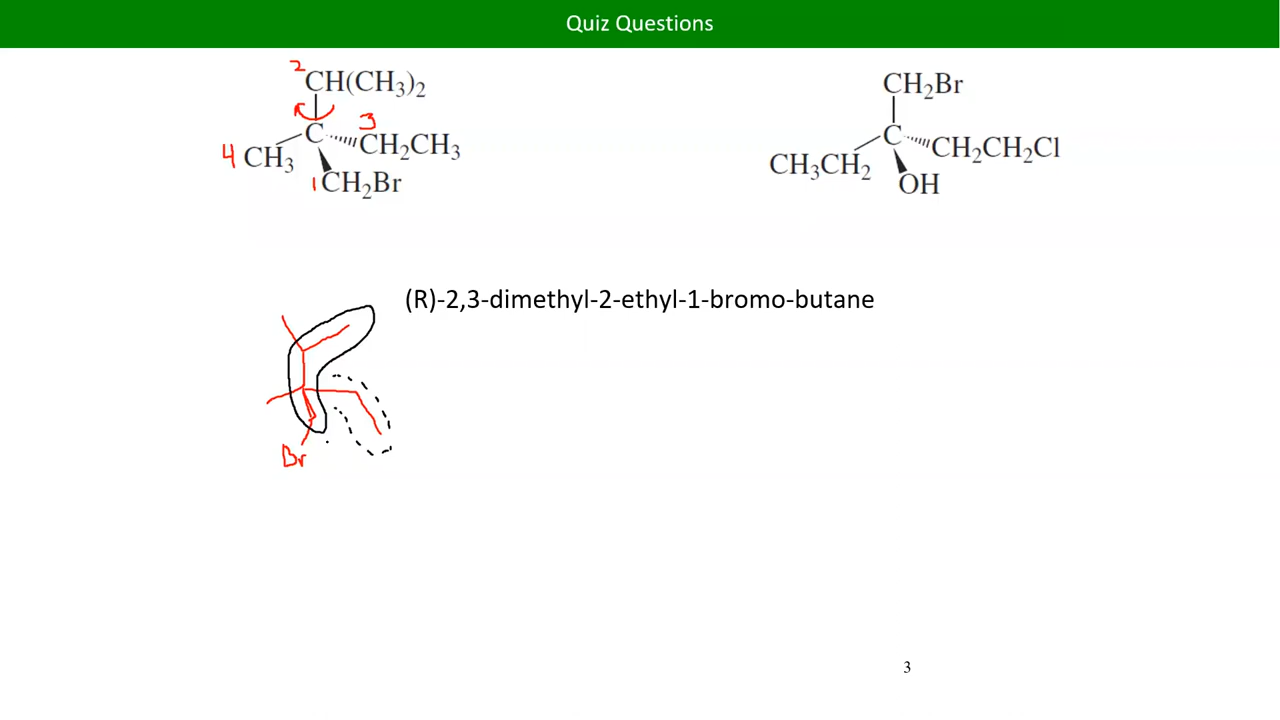 Quiz Questions
2
CH(CH₃)₂
C
3
CH₂CH₃
4 CH₃
1 CH₂Br
CH₂Br
C
CH₂CH₂Cl
CH₃CH₂
OH
(R)-2,3-dimethyl-2-ethyl-1-bromo-butane
Br
3